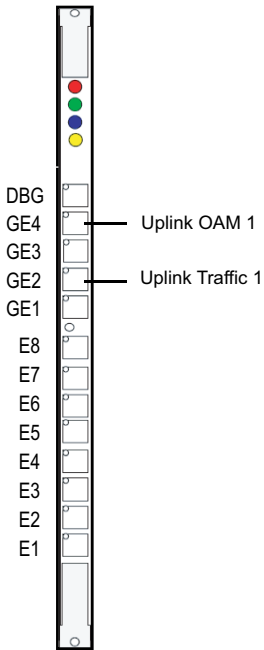 DBG
GE4 Uplink OAM 1
GE3
GE2 Uplink Traffic 1
GE1
E8
E7
E6
E5
E4
E3
E2
E1